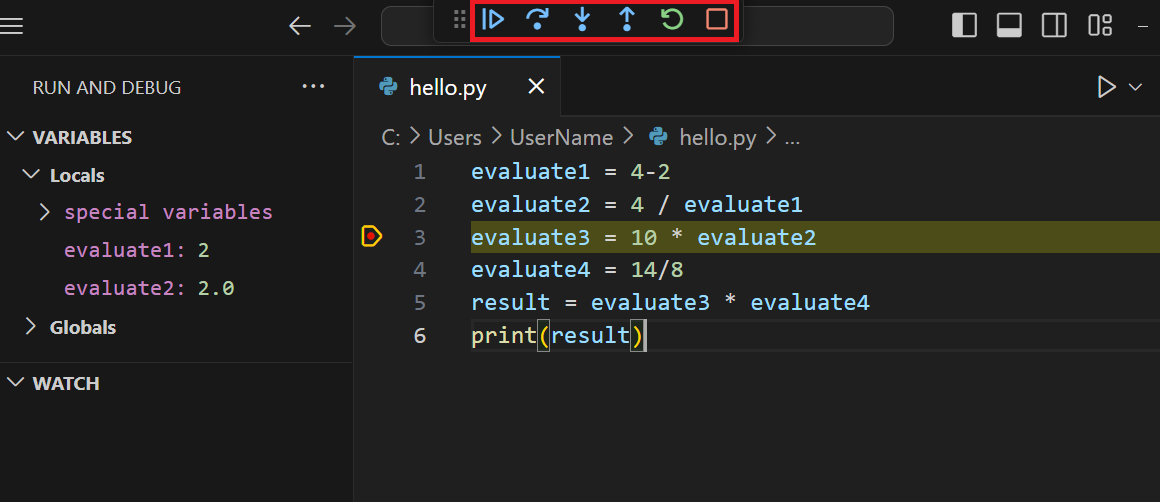 RUN AND DEBUG ...
VARIABLES
Locals
special variables
evaluate1: 2
evaluate2: 2.0
Globals
WATCH
hello.py
C: > Users > UserName > hello.py > ...
1 evaluate1 = 4-2
2 evaluate2 = 4 / evaluate1
3 evaluate3 = 10 * evaluate2
4 evaluate4 = 14/8
5 result = evaluate3 * evaluate4
6 print(result)